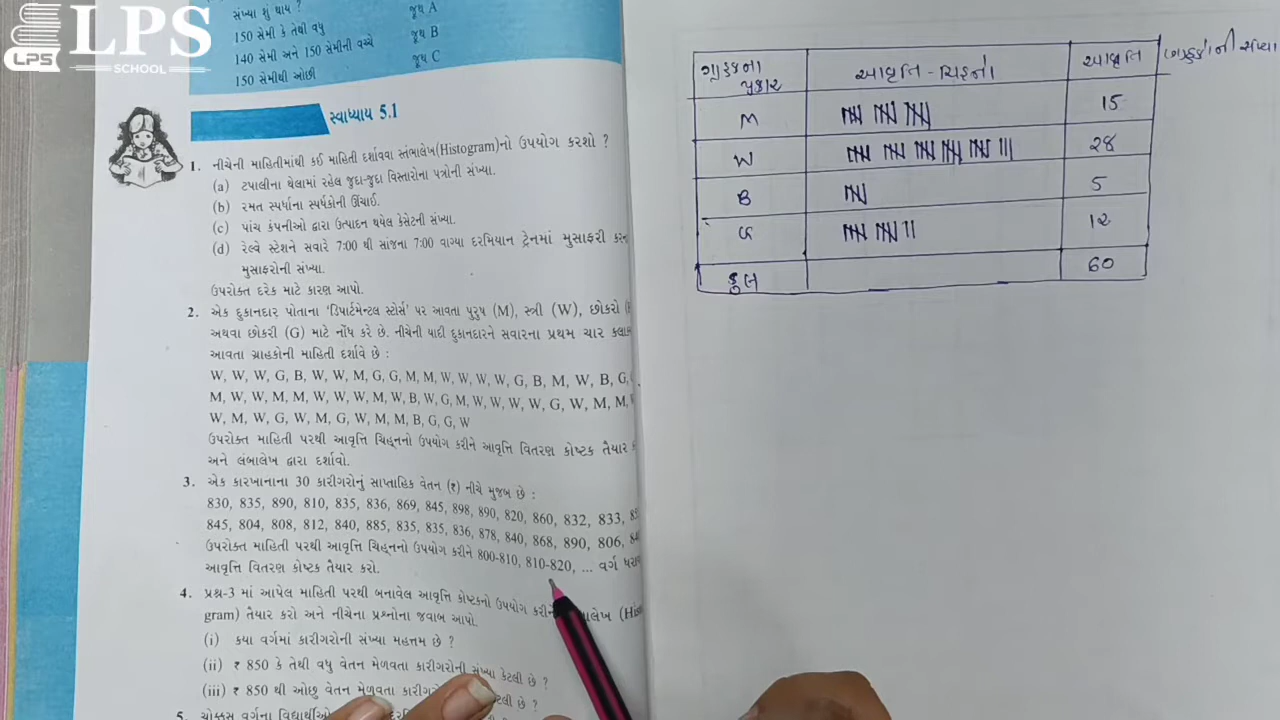 LPS
LPS
SCHOOL
સંખ્યા શું થાય ?
150 સેમી કે તેથી વધુ જૂથ A
140 સેમી અને 150 સેમીની વચ્ચે જૂથ B
150 સેમીથી ઓછી જૂથ C
સ્વાધ્યાય 5.1
1. નીચેની માહિતીમાંથી કઈ માહિતી દર્શાવવા સ્તંભાલેખ(Histogram)નો ઉપયોગ કરશો ?
(a) ટપાલીના થેલામાં રહેલ જુદા-જુદા વિસ્તારોના પત્રોની સંખ્યા.
(b) રમત સ્પર્ધાના સ્પર્ધકોની ઊંચાઈ.
(c) પાંચ કંપનીઓ દ્વારા ઉત્પાદન થયેલ કેસેટની સંખ્યા.
(d) રેલ્વે સ્ટેશને સવારે 7:00 થી સાંજના 7:00 વાગ્યા દરમિયાન ટ્રેનમાં મુસાફરી
મુસાફરોની સંખ્યા.
ઉપરોક્ત દરેક માટે કારણ આપો.
2. એક દુકાનદાર પોતાના ‘ડિપાર્ટમેન્ટલ સ્ટોર્સ’ પર આવતા પુરુષ (M), સ્ત્રી (W), છોકરો
અથવા છોકરી (G) માટે નોંધ કરે છે. નીચેની યાદી દુકાનદારને સવારના પ્રથમ ચાર
આવતા ગ્રાહકોની માહિતી દર્શાવે છે :
W, W, W, G, B, W, W, M, G, G, M, M, W, W, W, W, G, B, M, W, B, G,
M, W, W, M, M, W, W, W, M, W, B, W, G, M, W, W, W, W, G, W, M, M,
W, M, W, G, W, M, G, W, M, M, B, G, G, W
ઉપરોક્ત માહિતી પરથી આવૃત્તિ ચિહ્નનો ઉપયોગ કરીને આવૃત્તિ વિતરણ કોષ્ટક તૈયાર
અને લંબાલેખ દ્વારા દર્શાવો.
3. એક કારખાનાના 30 કારીગરોનું સાપ્તાહિક વેતન (₹) નીચે મુજબ છે :
830, 835, 890, 810, 835, 836, 869, 845, 898, 890, 820, 860, 832, 833,
845, 804, 808, 812, 840, 885, 835, 835, 836, 878, 840, 868, 890, 806,
ઉપરોક્ત માહિતી પરથી આવૃત્તિ ચિહ્નનો ઉપયોગ કરીને 800-810, 810-820, ... વર્ગ
આવૃત્તિ વિતરણ કોષ્ટક તૈયાર કરો.
4. પ્રશ્ન-3 માં આપેલ માહિતી પરથી બનાવેલ આવૃત્તિ કોષ્ટકનો ઉપયોગ
gram) તૈયાર કરો અને નીચેના પ્રશ્નોના જવાબ આપો.
(i) કયા વર્ગમાં કારીગરોની સંખ્યા મહત્તમ છે ?
(ii) ₹ 850 કે તેથી વધુ વેતન મેળવતા કારીગરોની સંખ્યા કેટલી છે ?
(iii) ₹ 850 થી ઓછુ વેતન મેળવતા
5. ચોક્કસ વર્ગના
ગ્રાહકના પ્રકાર આવૃતિ - ચિહ્નો આવૃતિ
M 15
W 28
B 5
G 12
કુલ 60